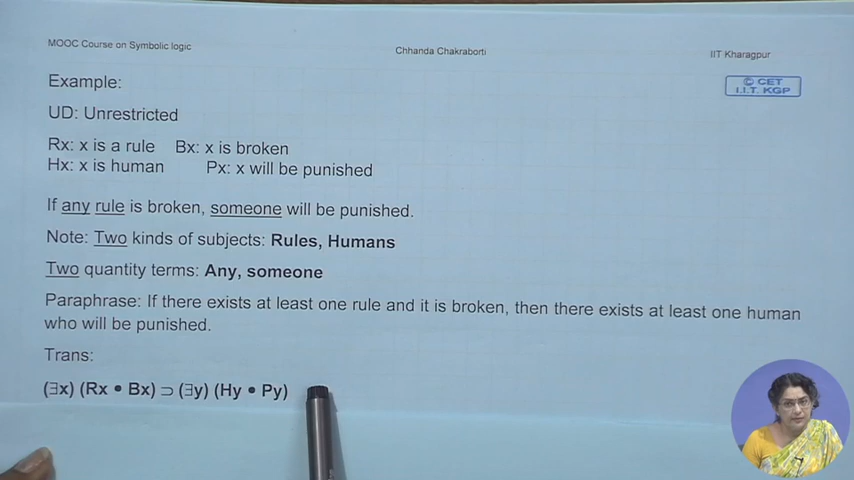 MOOC Course on Symbolic logic
Chhanda Chakraborti
IIT Kharagpur
© CET
I.I.T. KGP
Example:
UD: Unrestricted
Rx: x is a rule Bx: x is broken
Hx: x is human Px: x will be punished
If any rule is broken, someone will be punished.
Note: Two kinds of subjects: Rules, Humans
Two quantity terms: Any, someone
Paraphrase: If there exists at least one rule and it is broken, then there exists at least one human
who will be punished.
Trans:
(∃x) (Rx • Bx) ⊃ (∃y) (Hy • Py)